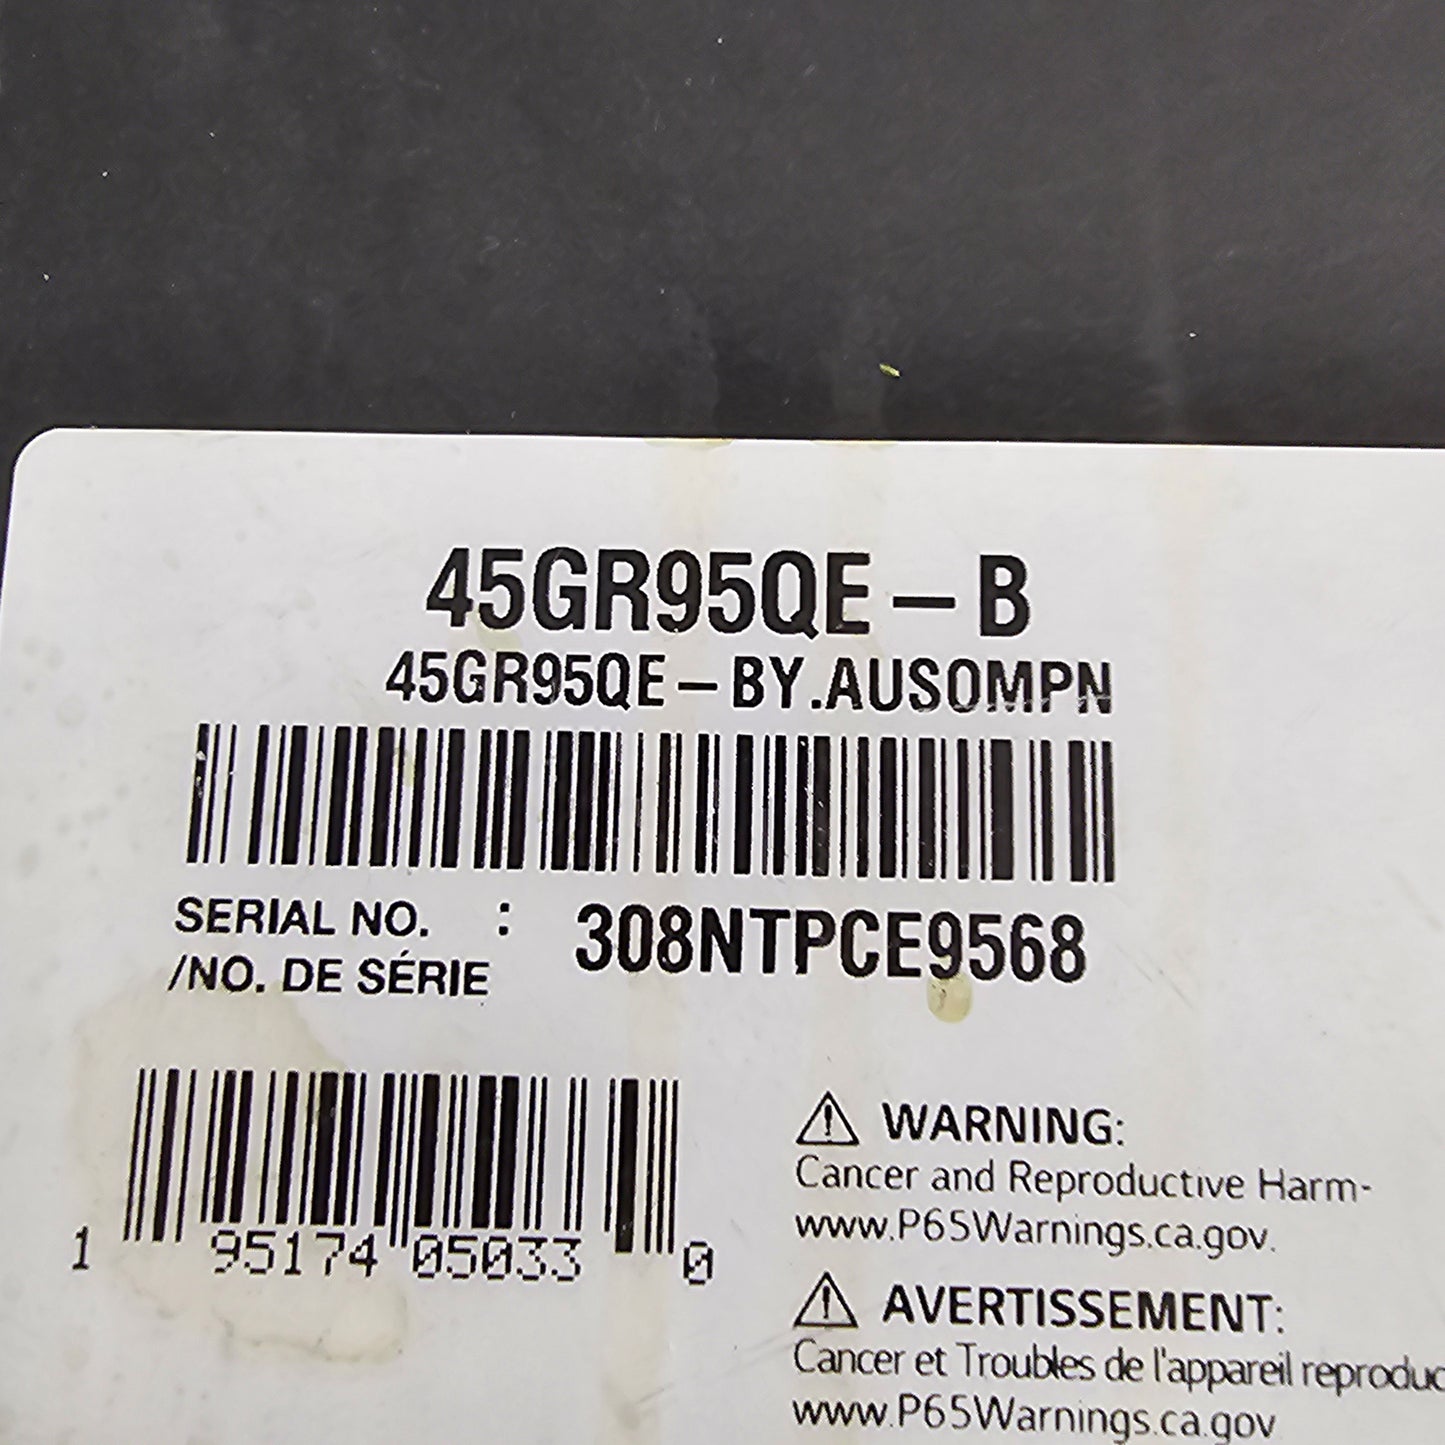 45GR95QE-B
45GR95QE-BY.AUSOMPN
SERIAL NO. : 308NTPCE9568
/NO. DE SÉRIE
1 95174 05033 0
⚠ WARNING:
Cancer and Reproductive Harm-
www.P65Warnings.ca.gov.
⚠ AVERTISSEMENT:
Cancer et Troubles de l'appareil reproduc
www.P65Warnings.ca.gov